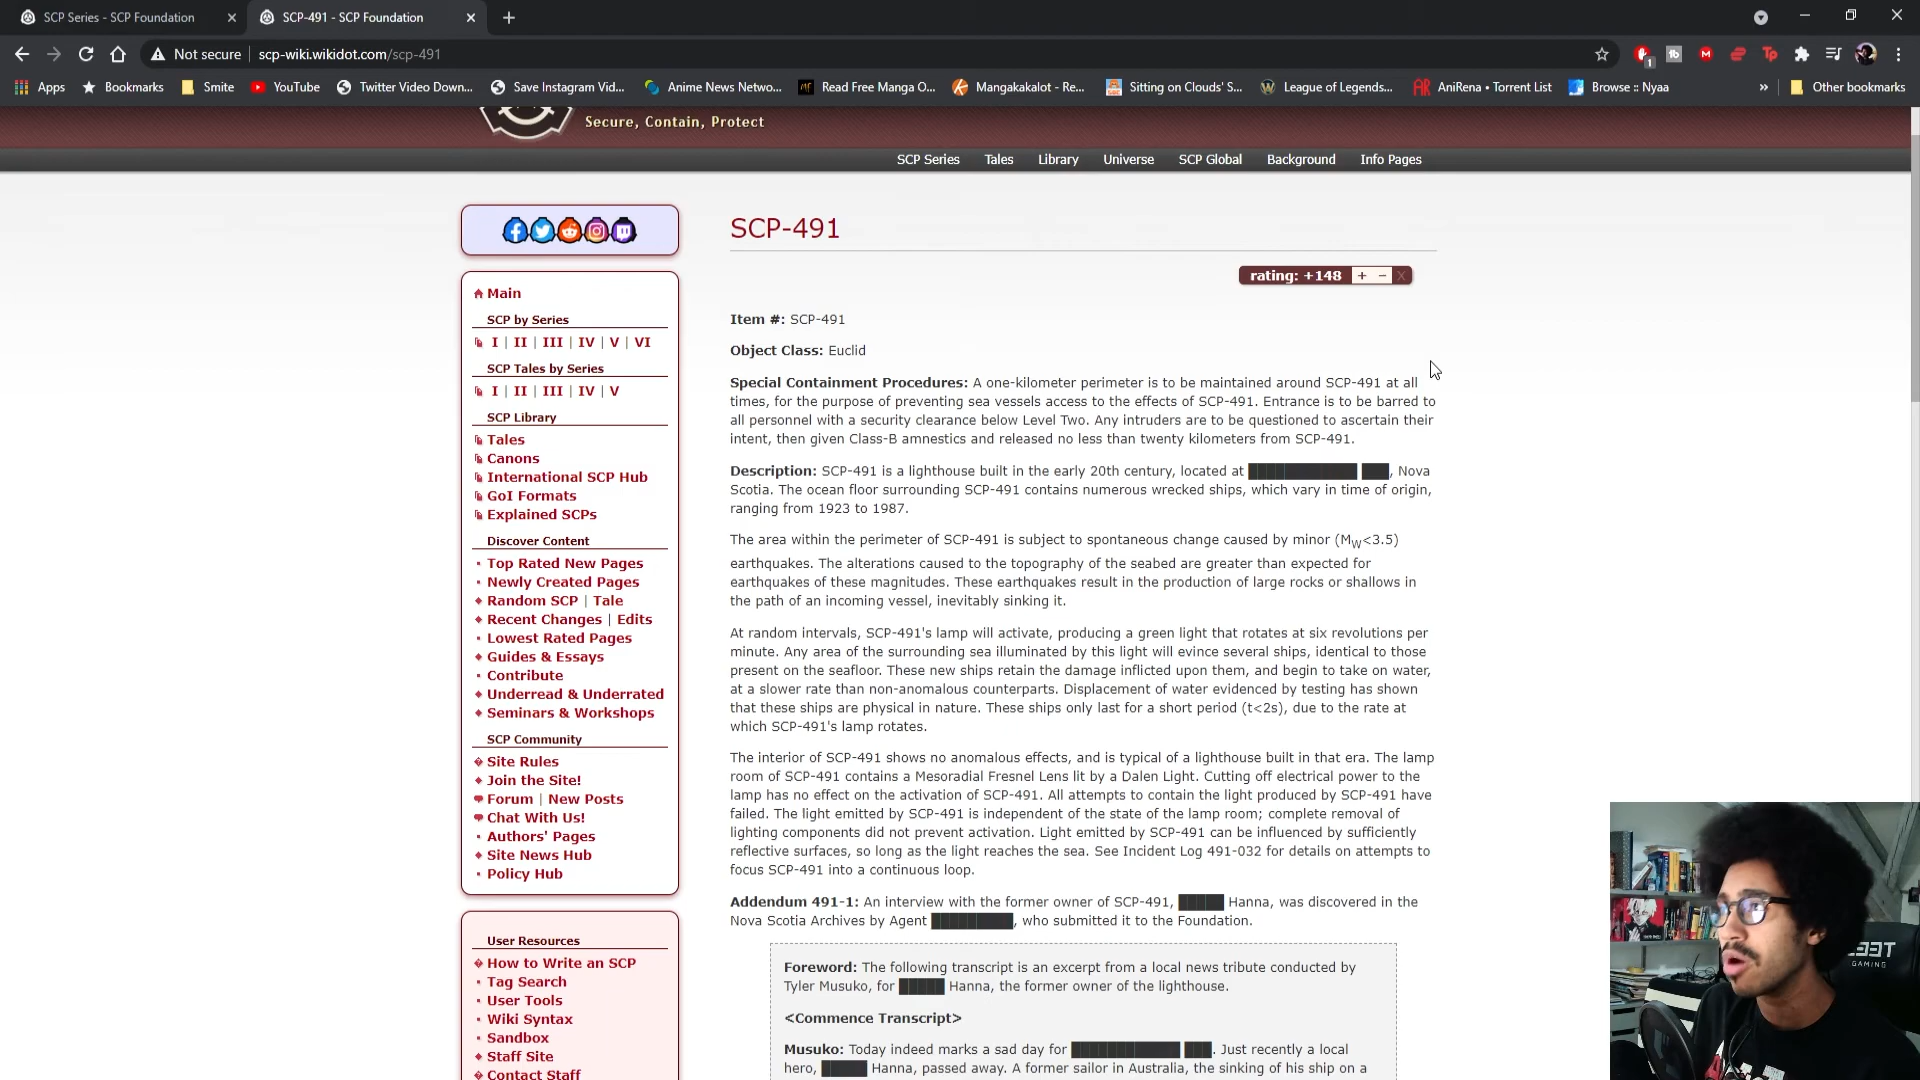 SCP Series - SCP Foundation
SCP-491 - SCP Foundation
Not secure
scp-wiki.wikidot.com/scp-491
1
Apps
Bookmarks
Smite
YouTube
Twitter Video Down...
Save Instagram Vid...
Anime News Netwo...
Read Free Manga O...
Mangakakalot - Re...
Sitting on Clouds' S...
League of Legends...
AniRena • Torrent List
Browse :: Nyaa
»
Other bookmarks
Secure, Contain, Protect
SCP Series
Tales
Library
Universe
SCP Global
Background
Info Pages
Main
SCP by Series
I | II | III | IV | V | VI
SCP Tales by Series
I | II | III | IV | V
SCP Library
Tales
Canons
International SCP Hub
GoI Formats
Explained SCPs
Discover Content
Top Rated New Pages
Newly Created Pages
Random SCP | Tale
Recent Changes | Edits
Lowest Rated Pages
Guides & Essays
Contribute
Underread & Underrated
Seminars & Workshops
SCP Community
Site Rules
Join the Site!
Forum | New Posts
Chat With Us!
Authors' Pages
Site News Hub
Policy Hub
User Resources
How to Write an SCP
Tag Search
User Tools
Wiki Syntax
Sandbox
Staff Site
Contact Staff
SCP-491
rating: +148 + − X
Item #: SCP-491
Object Class: Euclid
Special Containment Procedures: A one-kilometer perimeter is to be maintained around SCP-491 at all
times, for the purpose of preventing sea vessels access to the effects of SCP-491. Entrance is to be barred to
all personnel with a security clearance below Level Two. Any intruders are to be questioned to ascertain their
intent, then given Class-B amnestics and released no less than twenty kilometers from SCP-491.
Description: SCP-491 is a lighthouse built in the early 20th century, located at ████████████ ███, Nova
Scotia. The ocean floor surrounding SCP-491 contains numerous wrecked ships, which vary in time of origin,
ranging from 1923 to 1987.
The area within the perimeter of SCP-491 is subject to spontaneous change caused by minor (MW<3.5)
earthquakes. The alterations caused to the topography of the seabed are greater than expected for
earthquakes of these magnitudes. These earthquakes result in the production of large rocks or shallows in
the path of an incoming vessel, inevitably sinking it.
At random intervals, SCP-491's lamp will activate, producing a green light that rotates at six revolutions per
minute. Any area of the surrounding sea illuminated by this light will evince several ships, identical to those
present on the seafloor. These new ships retain the damage inflicted upon them, and begin to take on water,
at a slower rate than non-anomalous counterparts. Displacement of water evidenced by testing has shown
that these ships are physical in nature. These ships only last for a short period (t<2s), due to the rate at
which SCP-491's lamp rotates.
The interior of SCP-491 shows no anomalous effects, and is typical of a lighthouse built in that era. The lamp
room of SCP-491 contains a Mesoradial Fresnel Lens lit by a Dalen Light. Cutting off electrical power to the
lamp has no effect on the activation of SCP-491. All attempts to contain the light produced by SCP-491 have
failed. The light emitted by SCP-491 is independent of the state of the lamp room; complete removal of
lighting components did not prevent activation. Light emitted by SCP-491 can be influenced by sufficiently
reflective surfaces, so long as the light reaches the sea. See Incident Log 491-032 for details on attempts to
focus SCP-491 into a continuous loop.
Addendum 491-1: An interview with the former owner of SCP-491, █████ Hanna, was discovered in the
Nova Scotia Archives by Agent █████████, who submitted it to the Foundation.
Foreword: The following transcript is an excerpt from a local news tribute conducted by
Tyler Musuko, for █████ Hanna, the former owner of the lighthouse.
<Commence Transcript>
Musuko: Today indeed marks a sad day for ████████████ ███. Just recently a local
hero, █████ Hanna, passed away. A former sailor in Australia, the sinking of his ship on a
GAMING